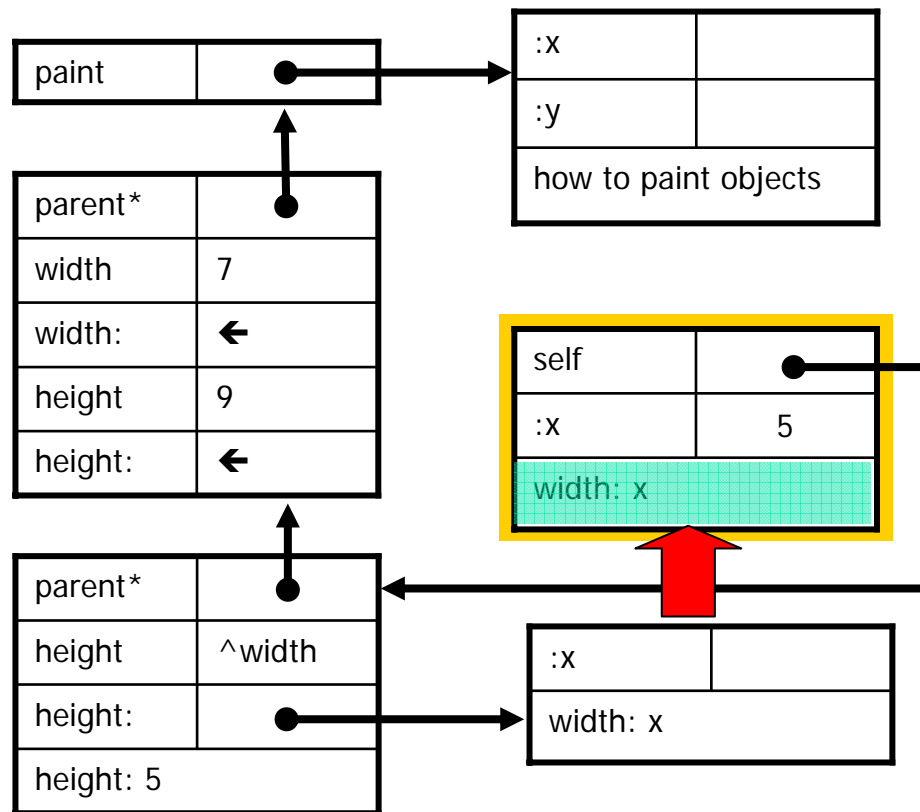 paint
:x
:y
how to paint objects
parent*
width 7
width: ←
height 9
height: ←
self
:x 5
width: x
parent*
height ^width
height:
height: 5
:x
width: x